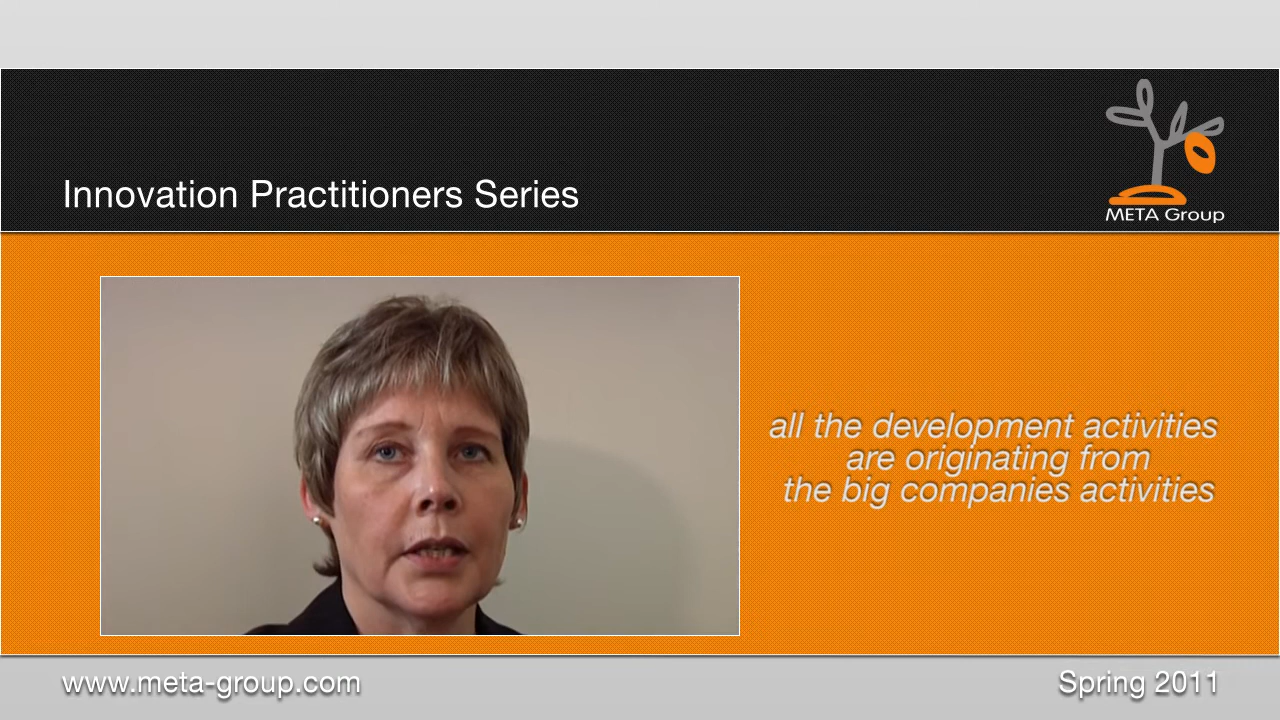 Innovation Practitioners Series
META Group
all the development activities
are originating from
the big companies activities
www.meta-group.com
Spring 2011